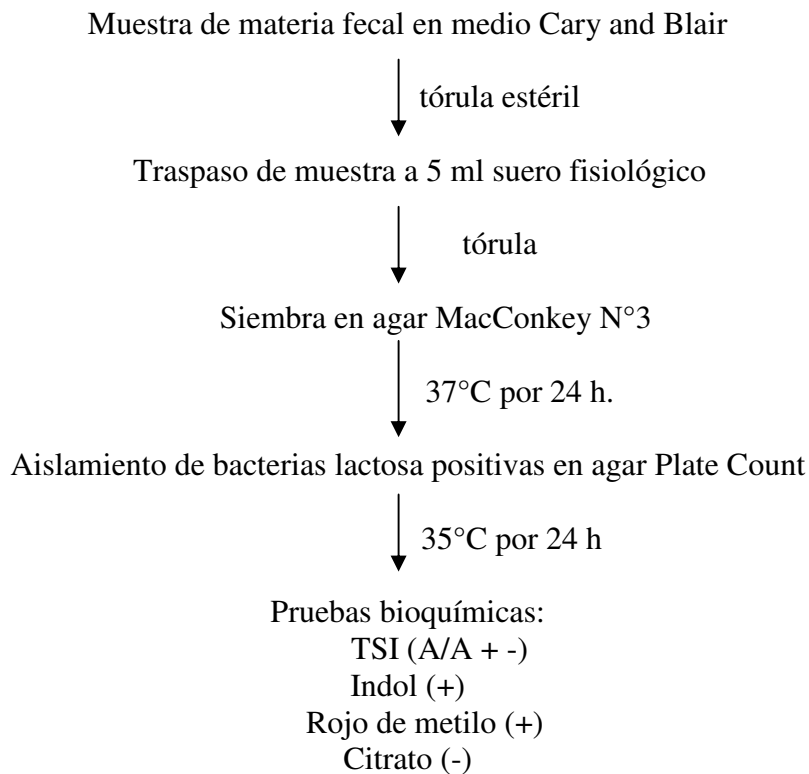 Muestra de materia fecal en medio Cary and Blair
tórula estéril
Traspaso de muestra a 5 ml suero fisiológico
tórula
Siembra en agar MacConkey N°3
37°C por 24 h.
Aislamiento de bacterias lactosa positivas en agar Plate Count
35°C por 24 h
Pruebas bioquímicas:
TSI (A/A + -)
Indol (+)
Rojo de metilo (+)
Citrato (-)